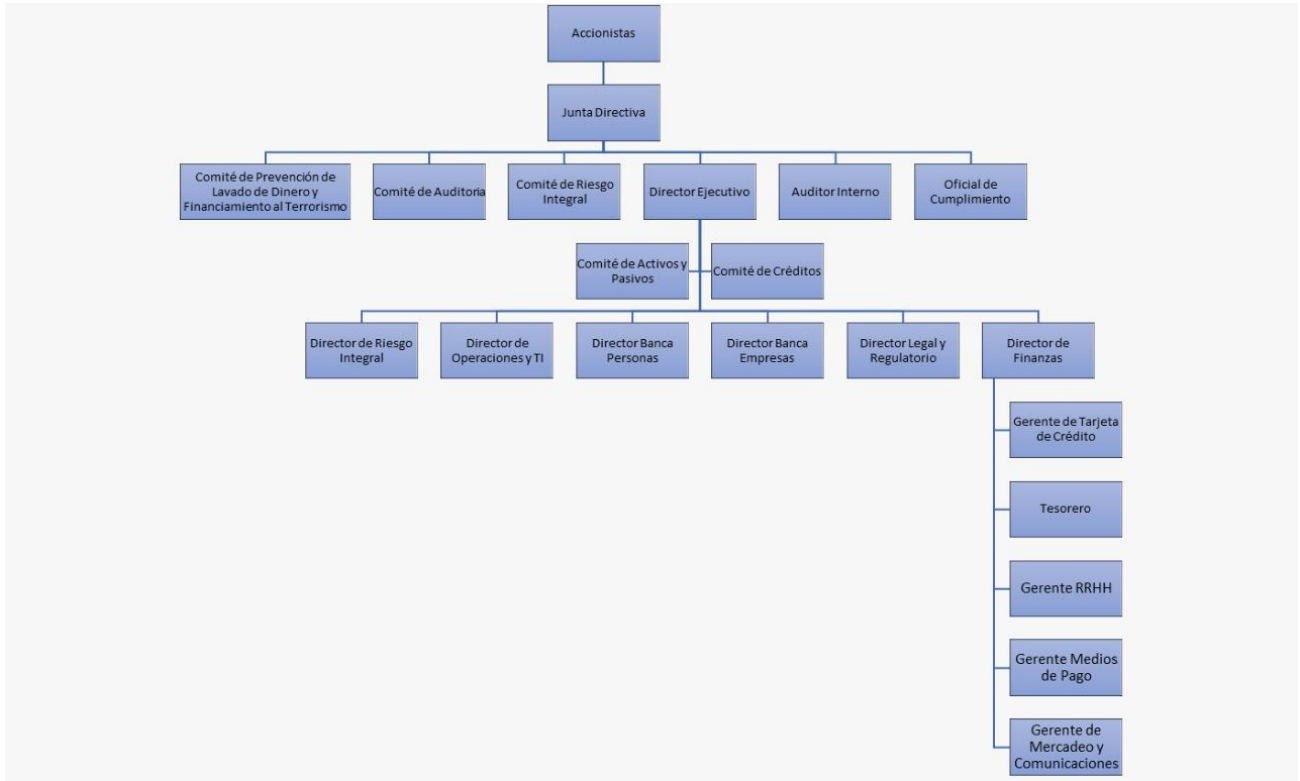 Accionistas
Junta Directiva
Comité de Prevención de
Lavado de Dinero y
Financiamiento al Terrorismo
Comité de Auditoria
Comité de Riesgo
Integral
Director Ejecutivo
Auditor Interno
Oficial de
Cumplimiento
Comité de Activos y
Pasivos
Comité de Créditos
Director de Riesgo
Integral
Director de
Operaciones y TI
Director Banca
Personas
Director Banca
Empresas
Director Legal y
Regulatorio
Director de
Finanzas
Gerente de Tarjeta
de Crédito
Tesorero
Gerente RRHH
Gerente Medios
de Pago
Gerente de
Mercadeo y
Comunicaciones